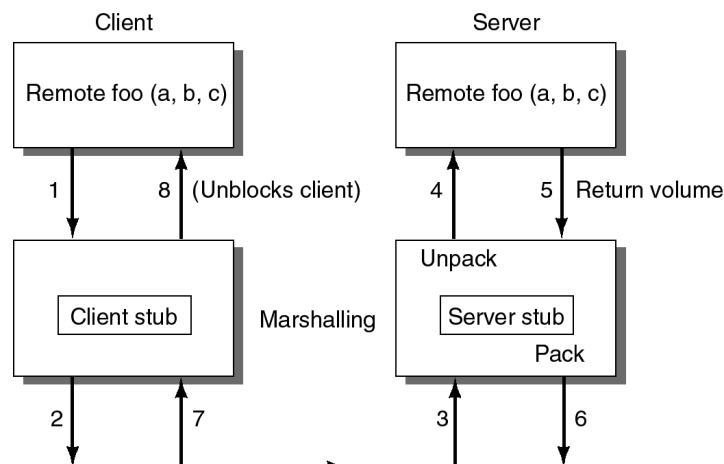 Client
Server
Remote foo (a, b, c)
Remote foo (a, b, c)
1
8
(Unblocks client)
4
5
Return volume
Unpack
Client stub
Marshalling
Server stub
Pack
2
7
3
6